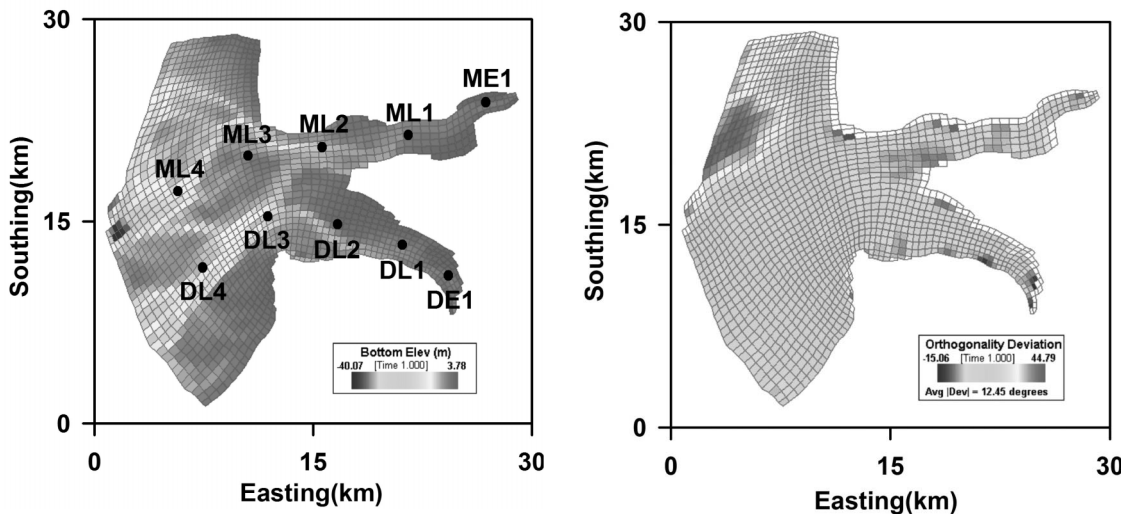 30
15
0
Southing(km)
0
15
30
Easting(km)
ME1
ML1
ML2
ML3
ML4
DL3
DL2
DL1
DL4
DE1
Bottom Elev (m)
-40.07 [Time 1.000] 3.78
30
15
0
Southing(km)
0
15
30
Easting(km)
Orthogonality Deviation
-15.06 [Time 1.000] 44.79
Avg |Dev| = 12.45 degrees